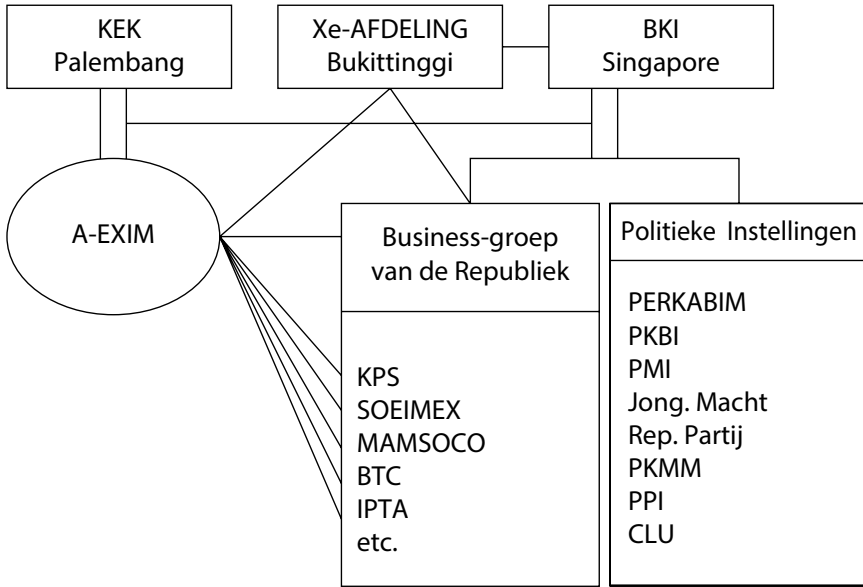 KEK
Palembang
Xe-AFDELING
Bukittinggi
BKI
Singapore
A-EXIM
Business-groep
van de Republiek
KPS
SOEIMEX
MAMSOCO
BTC
IPTA
etc.
Politieke Instellingen
PERKABIM
PKBI
PMI
Jong. Macht
Rep. Partij
PKMM
PPI
CLU